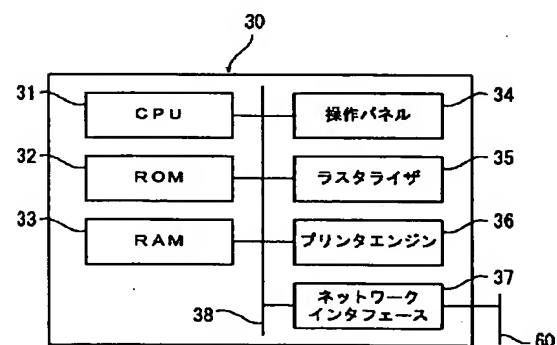 30
31
CPU
34
操作パネル
32
ROM
35
ラスタライザ
33
RAM
36
プリンタエンジン
37
ネットワーク
インタフェース
38
60